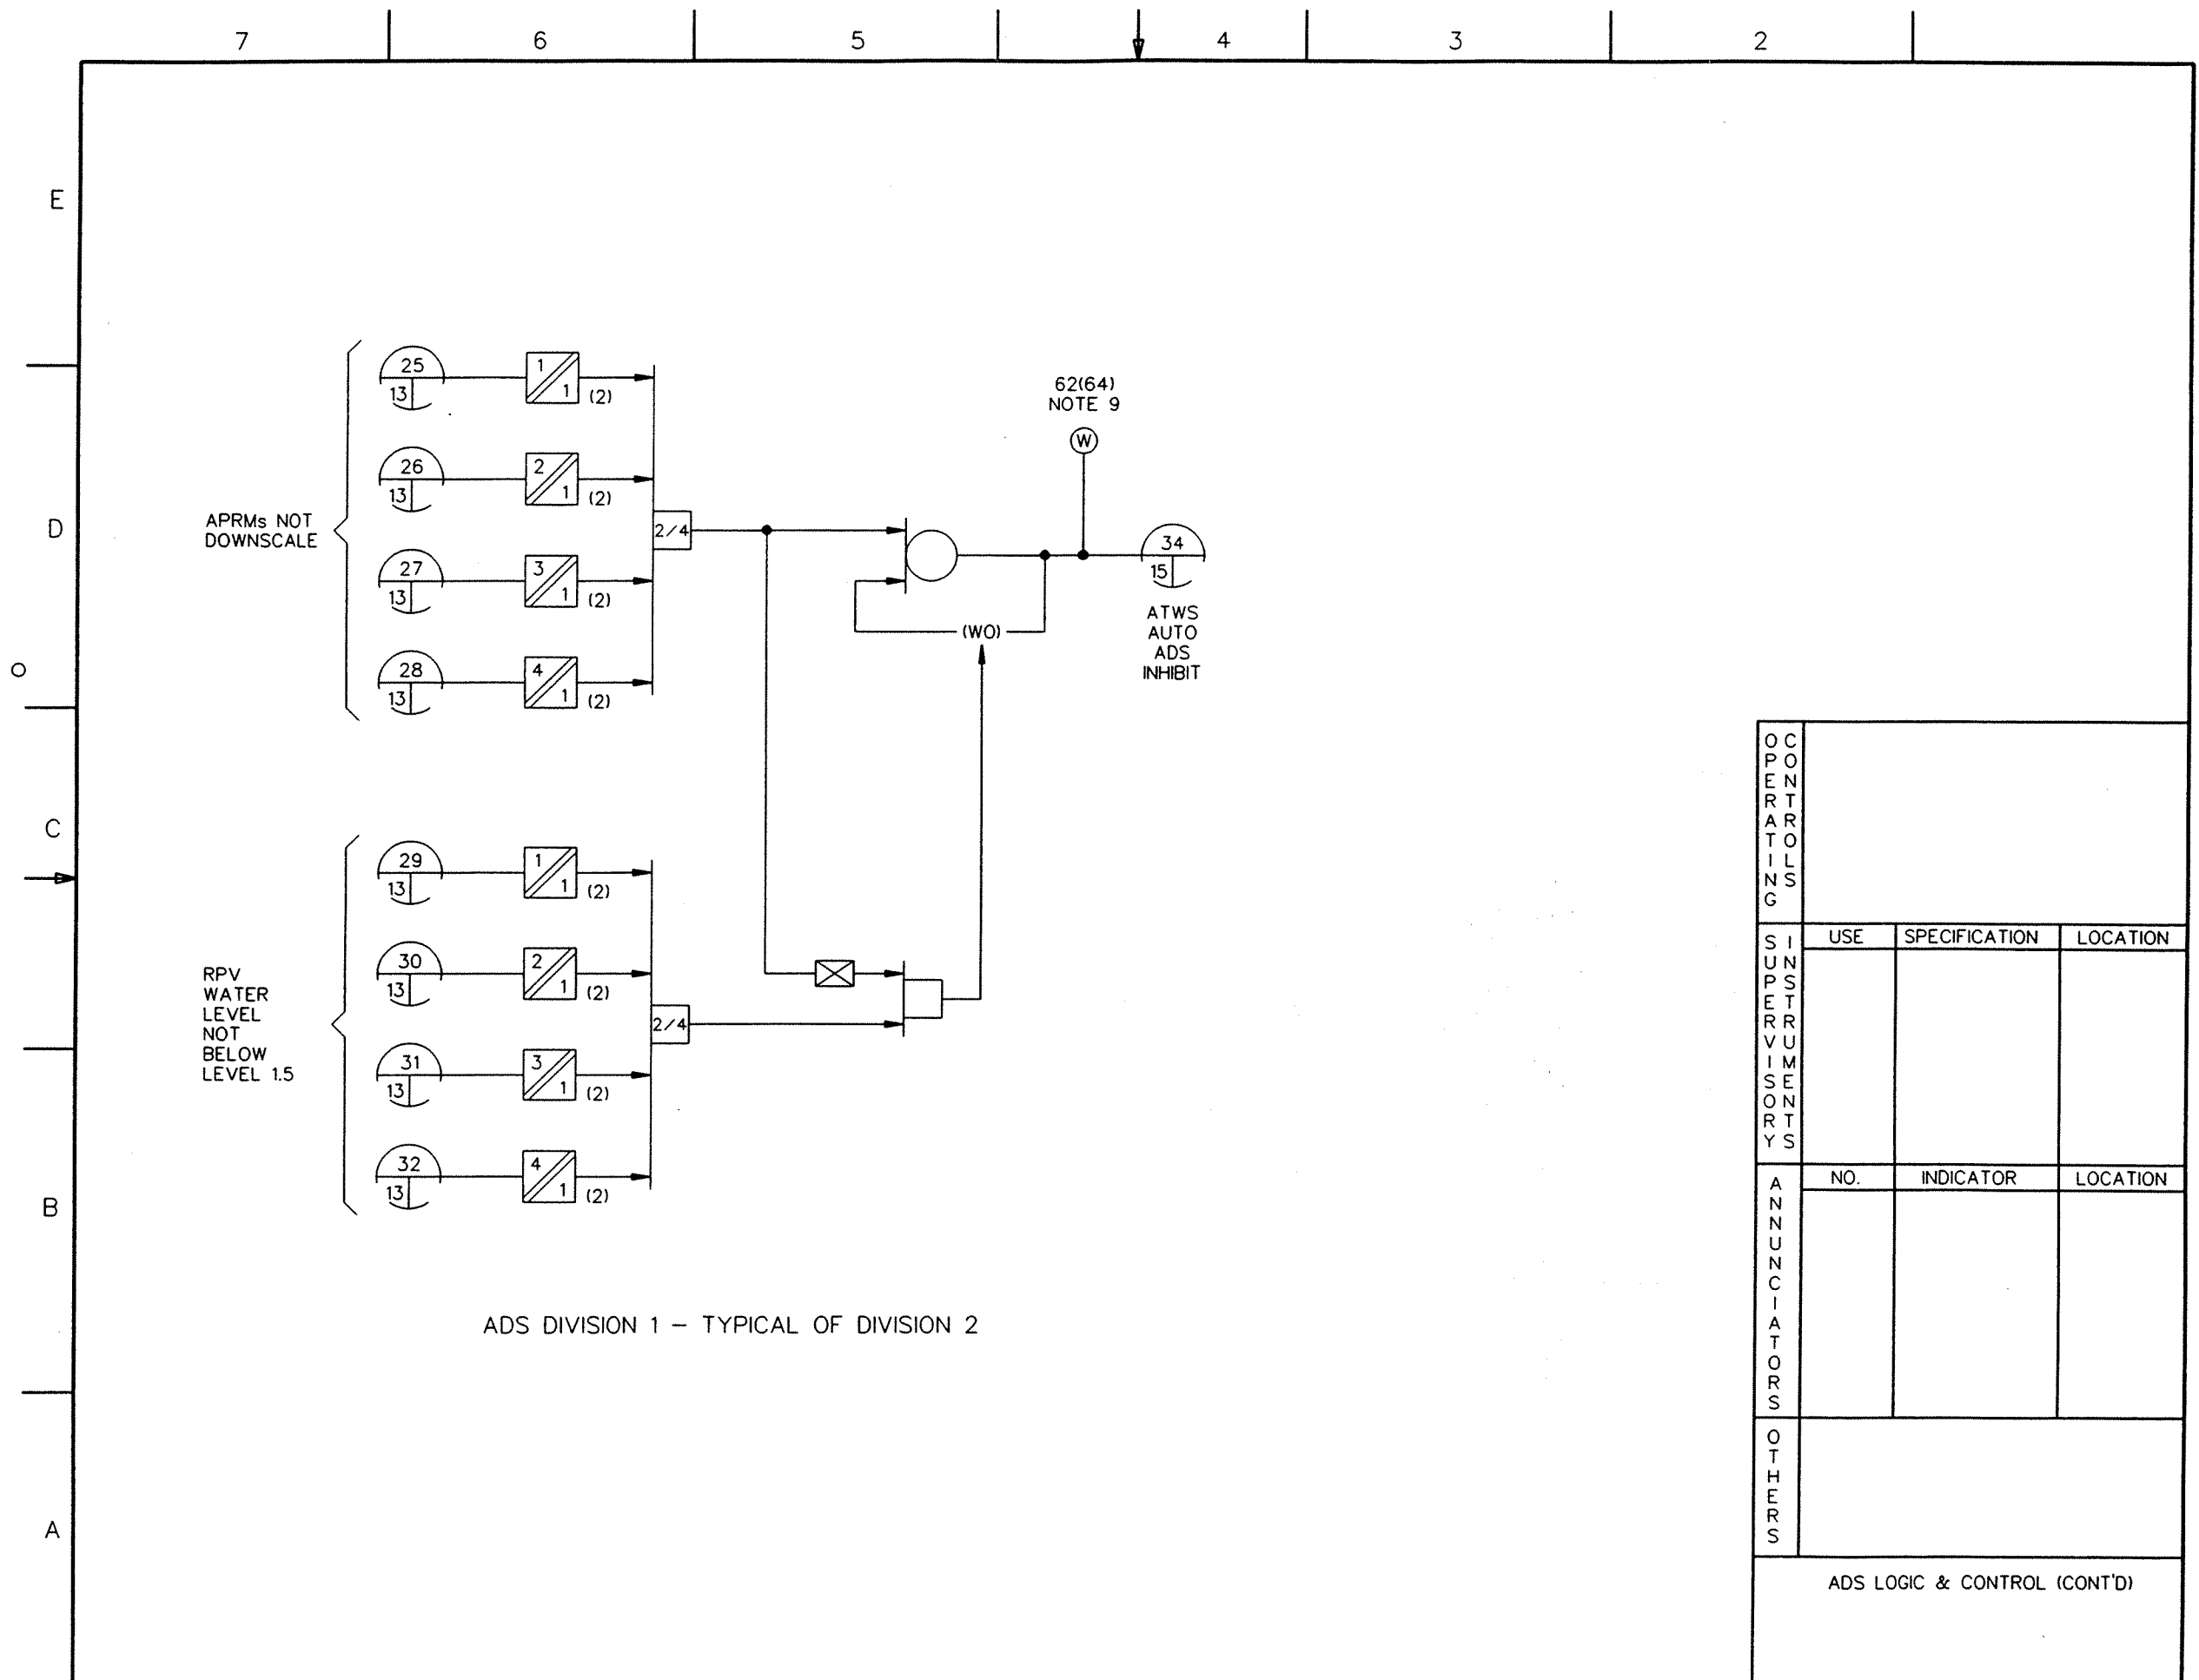 7 6 5 4 3 2
E
D
O
C
B
A
APRMs NOT
DOWNSCALE
25
13
1
1
(2)
26
13
2
1
(2)
27
13
3
1
(2)
28
13
4
1
(2)
2/4
62(64)
NOTE 9
W
(WO)
34
15
ATWS
AUTO
ADS
INHIBIT
RPV
WATER
LEVEL
NOT
BELOW
LEVEL 1.5
29
13
1
1
(2)
30
13
2
1
(2)
31
13
3
1
(2)
32
13
4
1
(2)
2/4
ADS DIVISION 1 – TYPICAL OF DIVISION 2
OPERATING
CONTROLS
SUPERVISORY
INSTRUMENTS
USE SPECIFICATION LOCATION
ANNUNCIATORS
NO. INDICATOR LOCATION
OTHERS
ADS LOGIC & CONTROL (CONT'D)